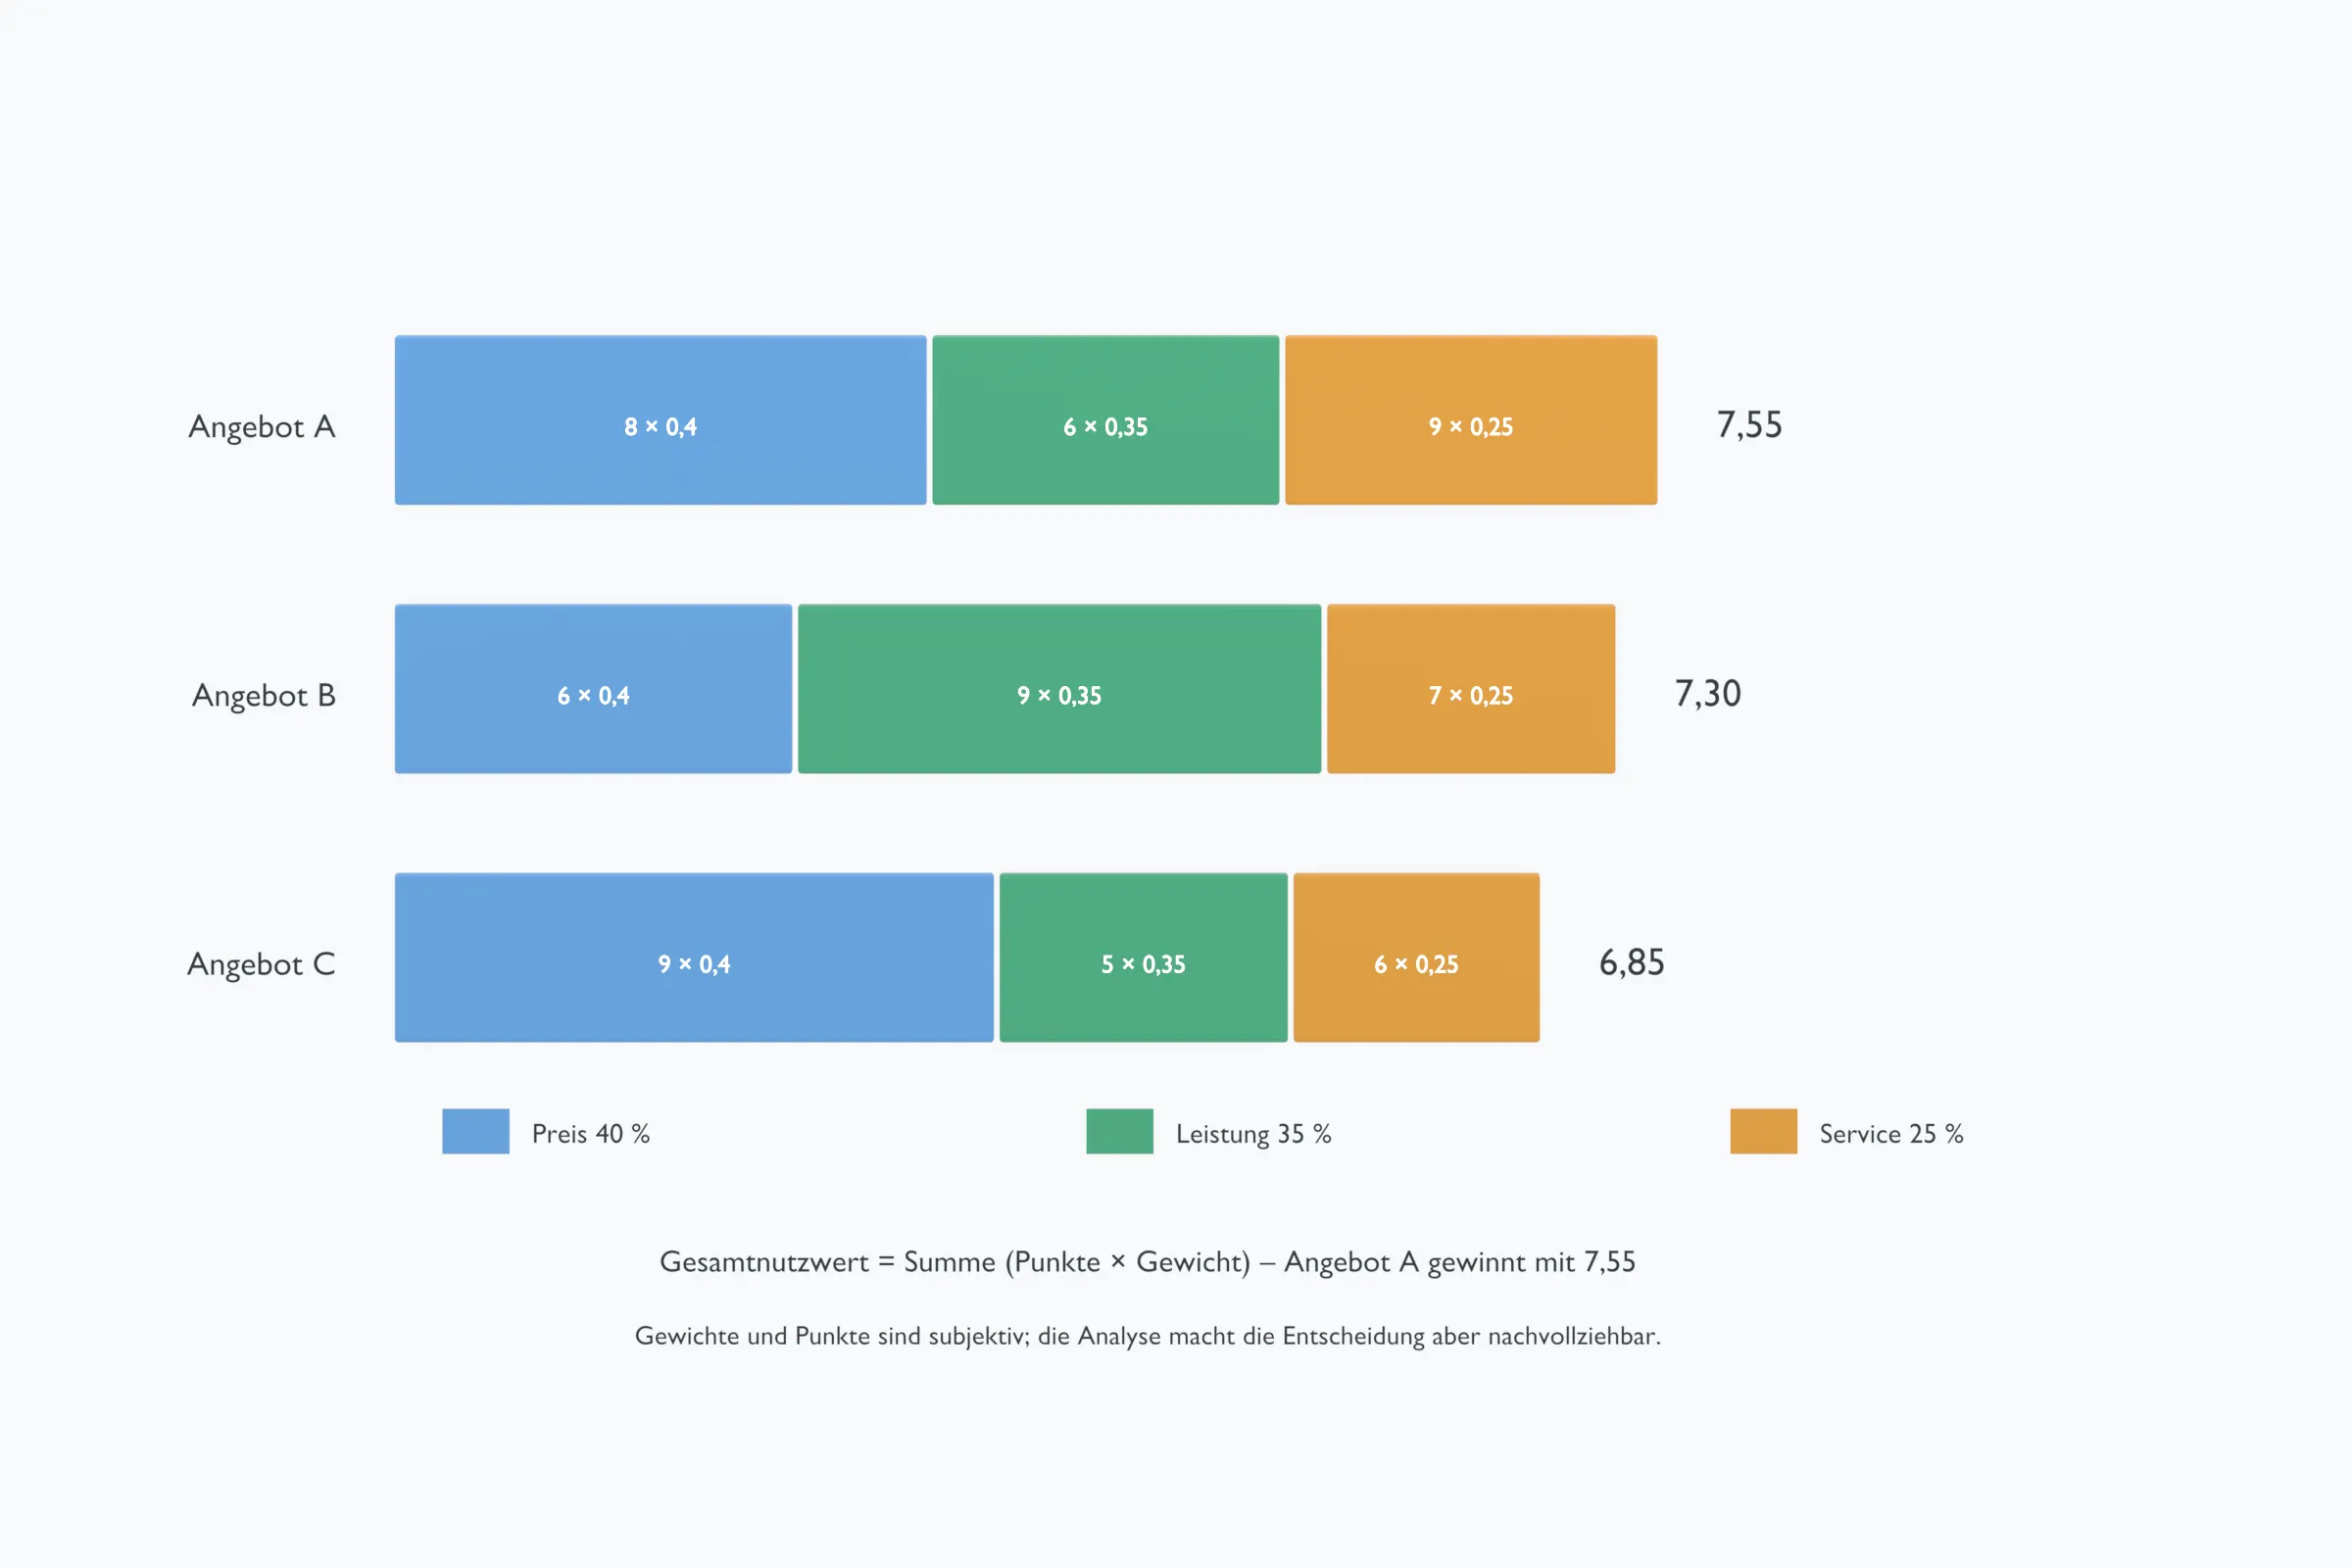 Angebot A 8 × 0,4 6 × 0,35 9 × 0,25 7,55
Angebot B 6 × 0,4 9 × 0,35 7 × 0,25 7,30
Angebot C 9 × 0,4 5 × 0,35 6 × 0,25 6,85
Preis 40 % Leistung 35 % Service 25 %
Gesamtnutzwert = Summe (Punkte × Gewicht) – Angebot A gewinnt mit 7,55
Gewichte und Punkte sind subjektiv; die Analyse macht die Entscheidung aber nachvollziehbar.